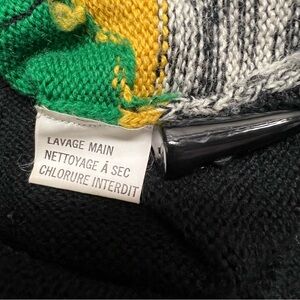 LAVAGE MAIN
NETTOYAGE À SEC
CHLORURE INTERDIT